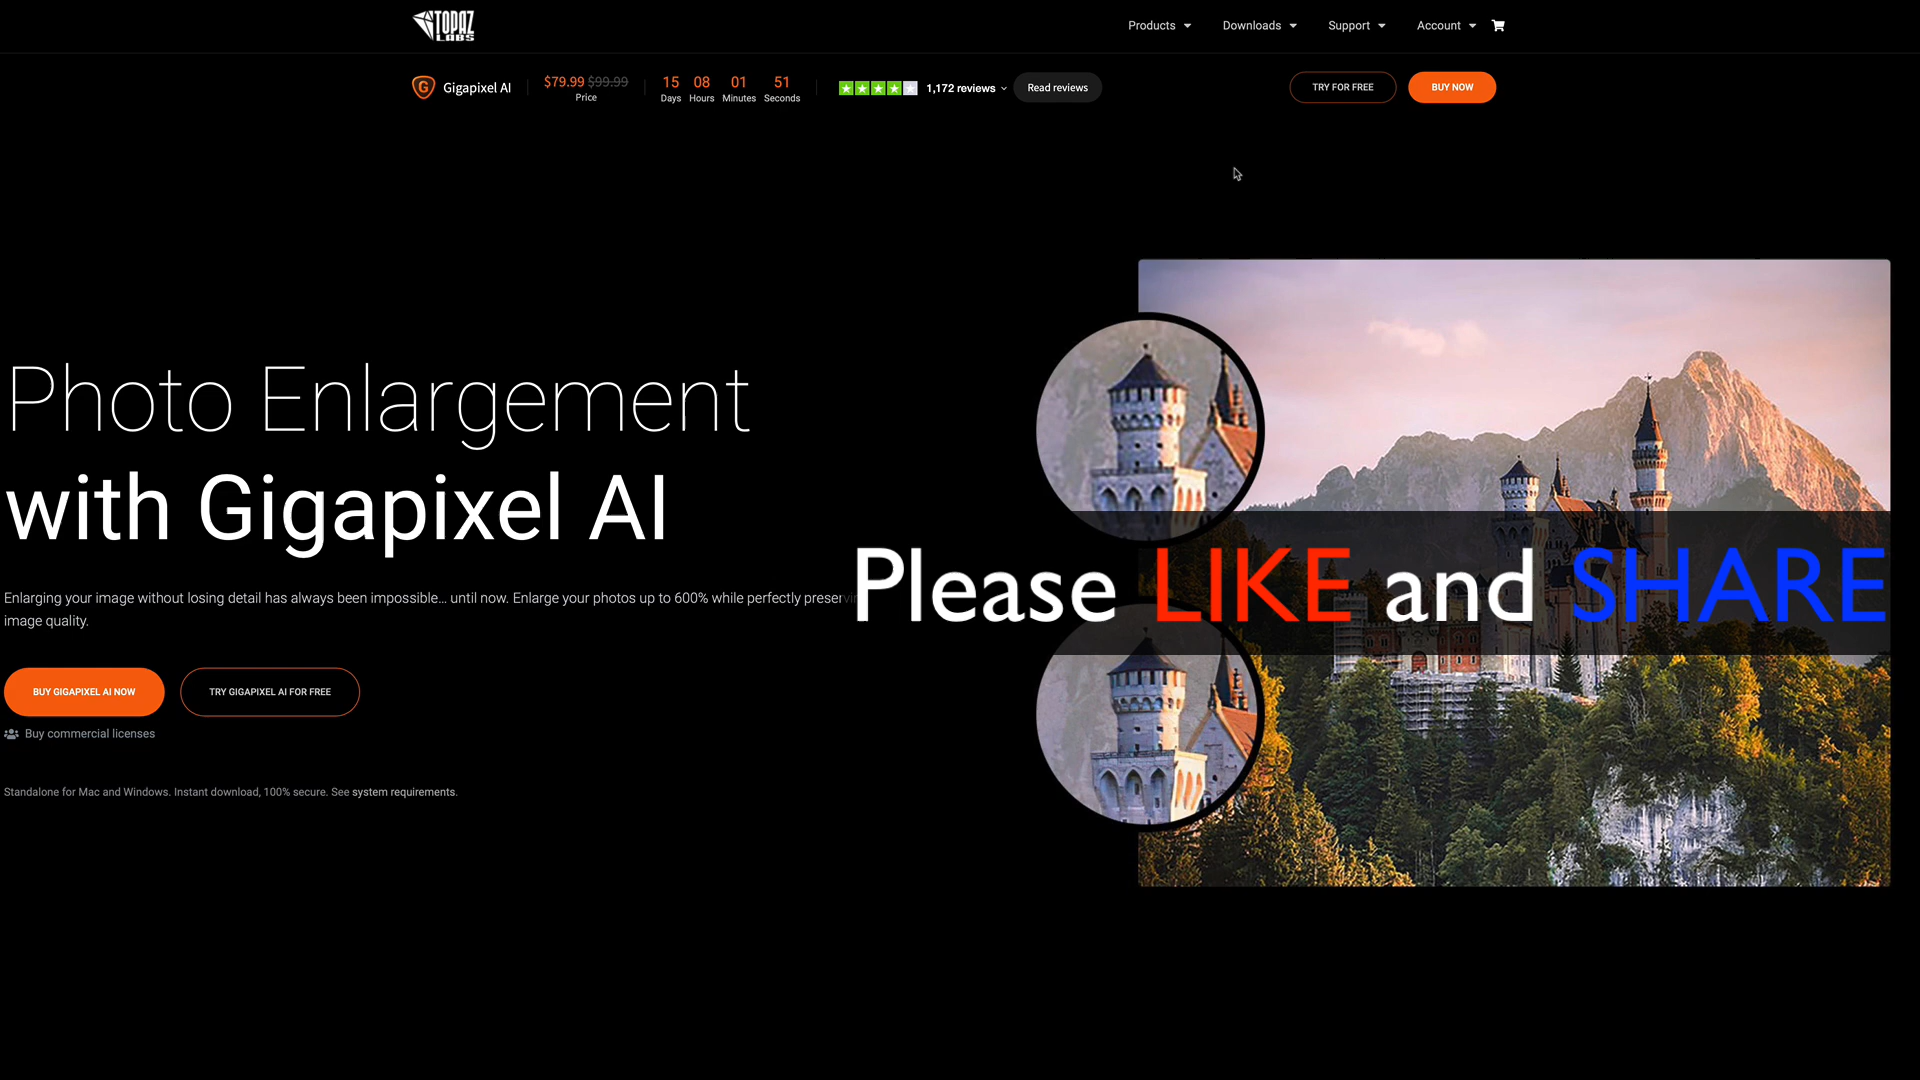 TOPAZ LABS
Products Downloads Support Account
Gigapixel AI
$79.99 $99.99
Price
15 08 01 51
Days Hours Minutes Seconds
1,172 reviews
Read reviews
TRY FOR FREE
BUY NOW
Photo Enlargement
with Gigapixel AI
Enlarging your image without losing detail has always been impossible... until now. Enlarge your photos up to 600% while perfectly
image quality.
Please LIKE and SHARE
BUY GIGAPIXEL AI NOW
TRY GIGAPIXEL AI FOR FREE
Buy commercial licenses
Standalone for Mac and Windows. Instant download, 100% secure. See system requirements.